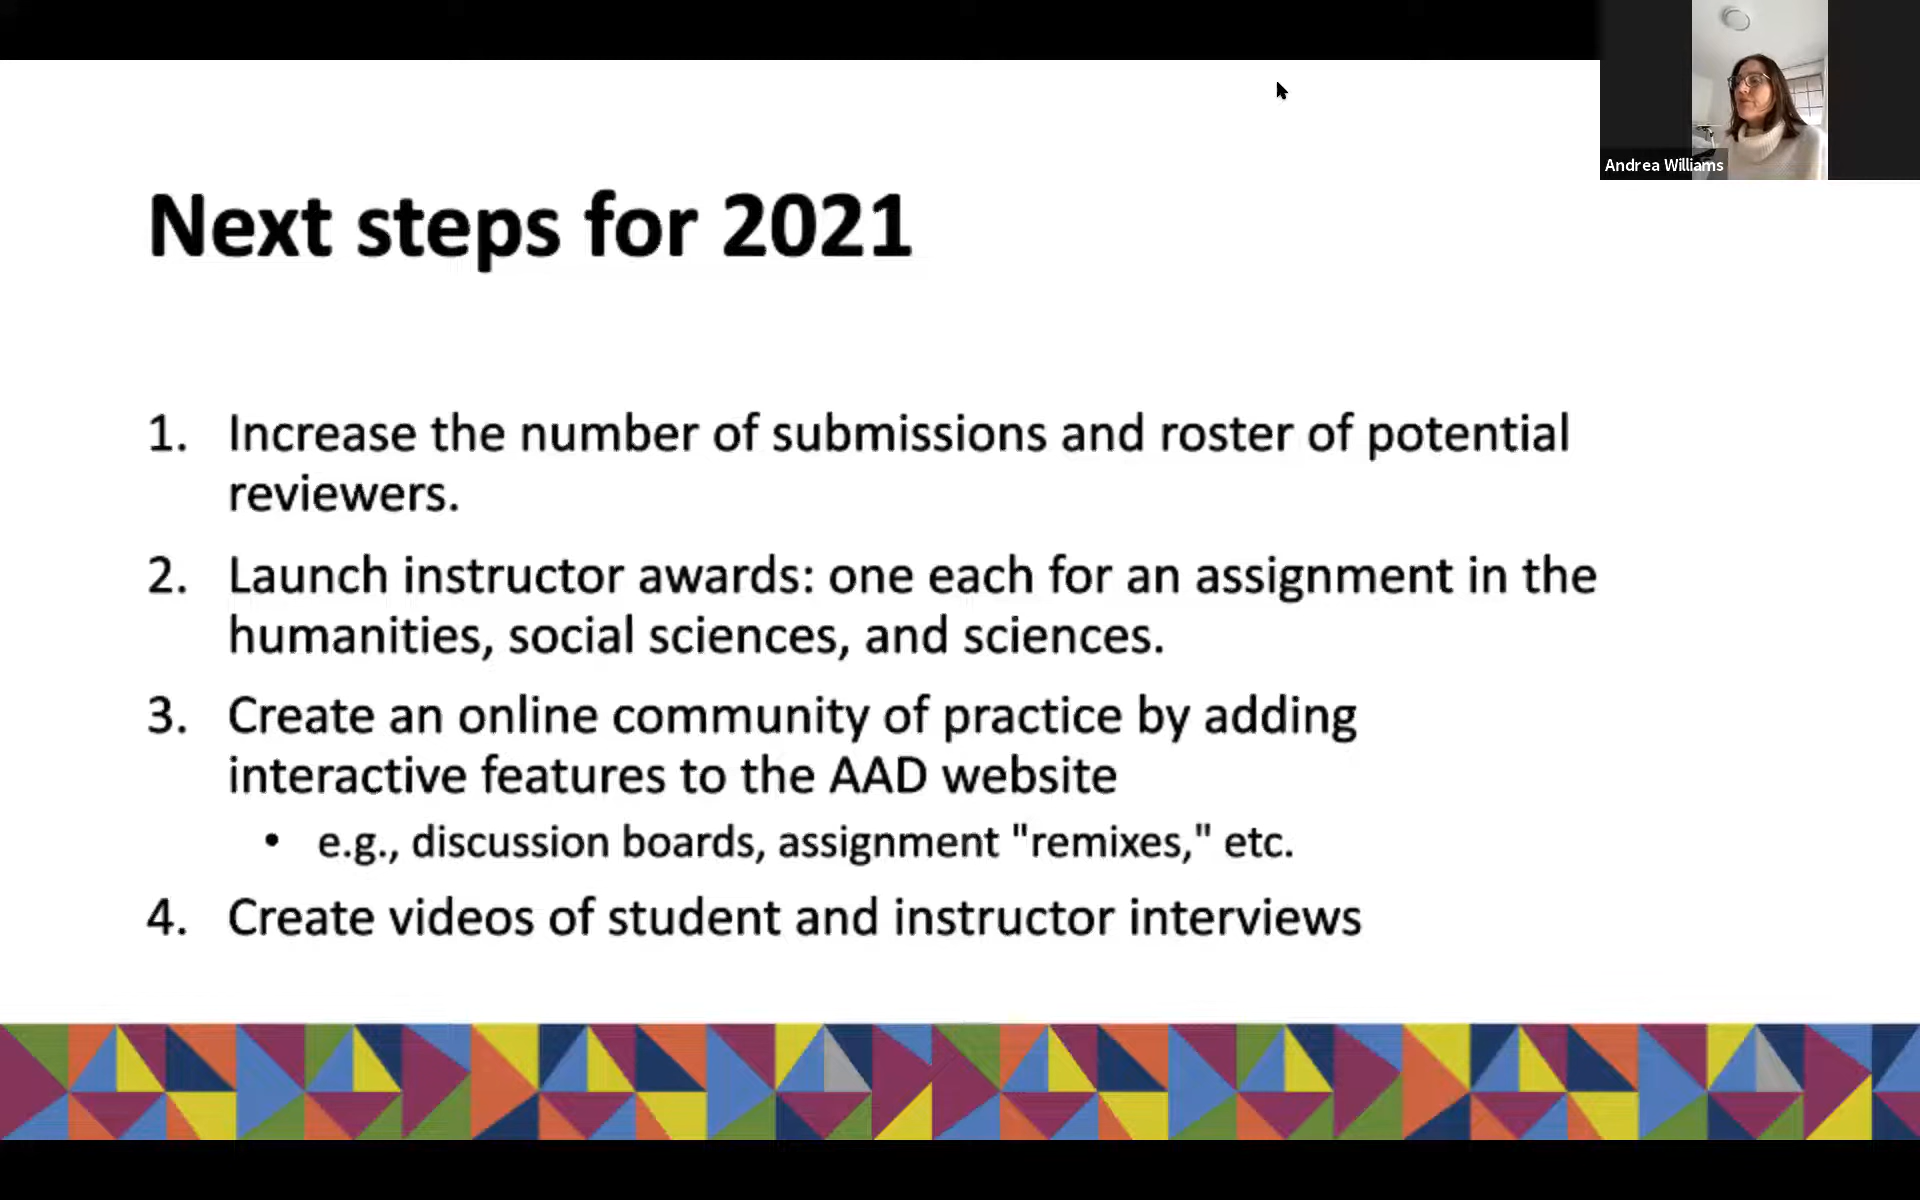 Andrea Williams
Next steps for 2021
1. Increase the number of submissions and roster of potential
reviewers.
2. Launch instructor awards: one each for an assignment in the
humanities, social sciences, and sciences.
3. Create an online community of practice by adding
interactive features to the AAD website
• e.g., discussion boards, assignment "remixes," etc.
4. Create videos of student and instructor interviews